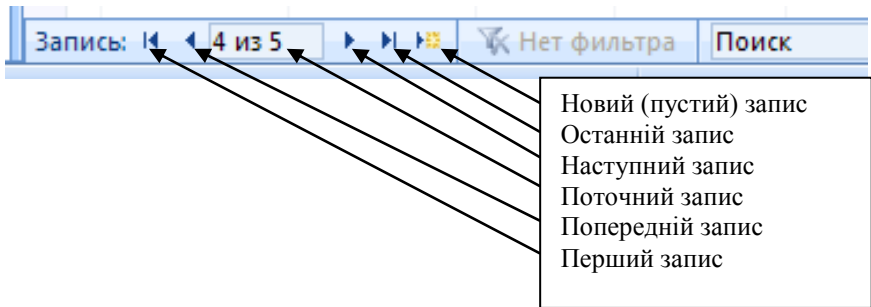 Запись: 4 из 5 Нет фильтра Поиск
Новий (пустий) запис
Останній запис
Наступний запис
Поточний запис
Попередній запис
Перший запис